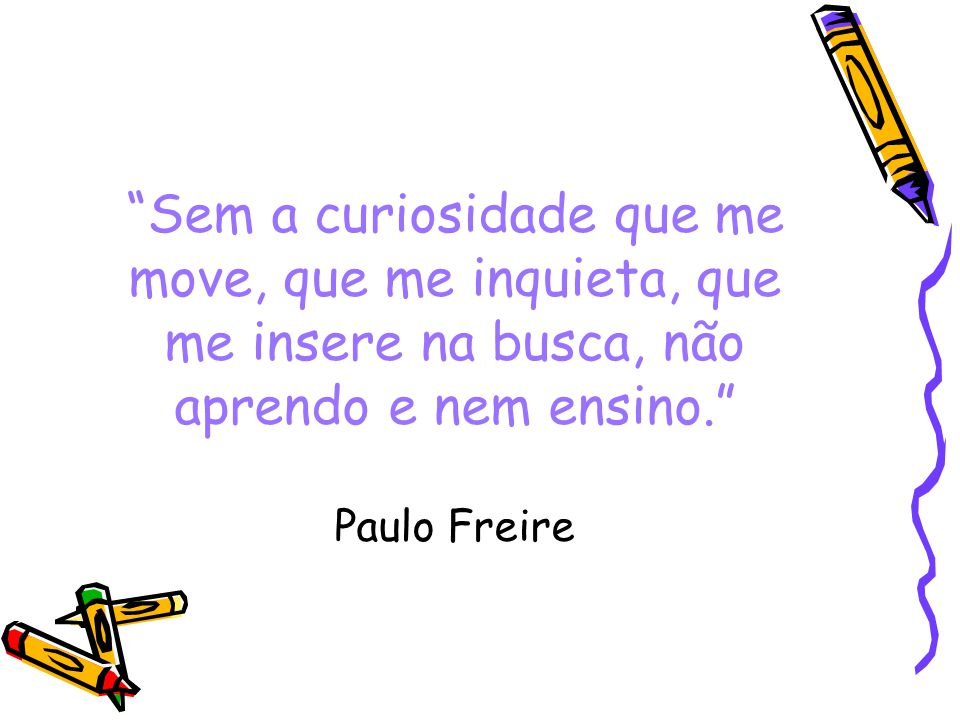 “Sem a curiosidade que me
move, que me inquieta, que
me insere na busca, não
aprendo e nem ensino.”
Paulo Freire